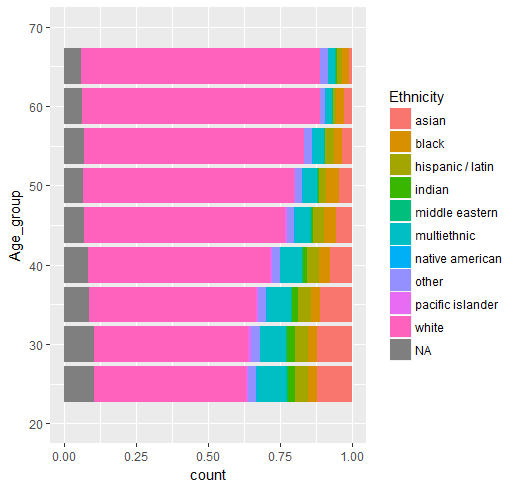 70
60
50
40
30
20
Age_group
0.00 0.25 0.50 0.75 1.00
count
Ethnicity
asian
black
hispanic / latin
indian
middle eastern
multiethnic
native american
other
pacific islander
white
NA